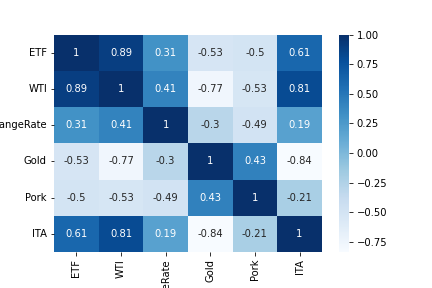 ETF 1 0.89 0.31 -0.53 -0.5 0.61
WTI 0.89 1 0.41 -0.77 -0.53 0.81
angeRate 0.31 0.41 1 -0.3 -0.49 0.19
Gold -0.53 -0.77 -0.3 1 0.43 -0.84
Pork -0.5 -0.53 -0.49 0.43 1 -0.21
ITA 0.61 0.81 0.19 -0.84 -0.21 1
ETF
WTI
eRate
Gold
Pork
ITA
1.00
0.75
0.50
0.25
0.00
−0.25
−0.50
−0.75